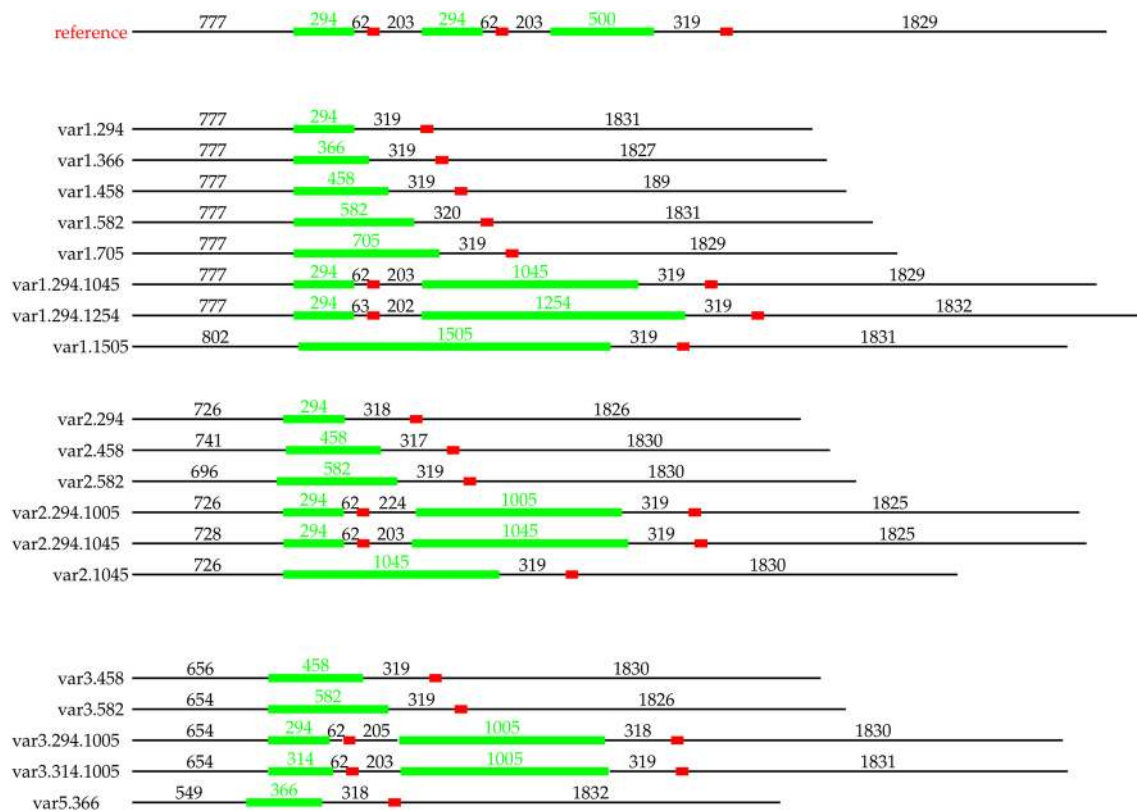 reference 777 294 62 203 294 62 203 500 319 1829
var1.294 777 294 319 1831
var1.366 777 366 319 1827
var1.458 777 458 319 189
var1.582 777 582 320 1831
var1.705 777 705 319 1829
var1.294.1045 777 294 62 203 1045 319 1829
var1.294.1254 777 294 63 202 1254 319 1832
var1.1505 802 1505 319 1831
var2.294 726 294 318 1826
var2.458 741 458 317 1830
var2.582 696 582 319 1830
var2.294.1005 726 294 62 224 1005 319 1825
var2.294.1045 728 294 62 203 1045 319 1825
var2.1045 726 1045 319 1830
var3.458 656 458 319 1830
var3.582 654 582 319 1826
var3.294.1005 654 294 62 205 1005 318 1830
var3.314.1005 654 314 62 203 1005 319 1831
var5.366 549 366 318 1832